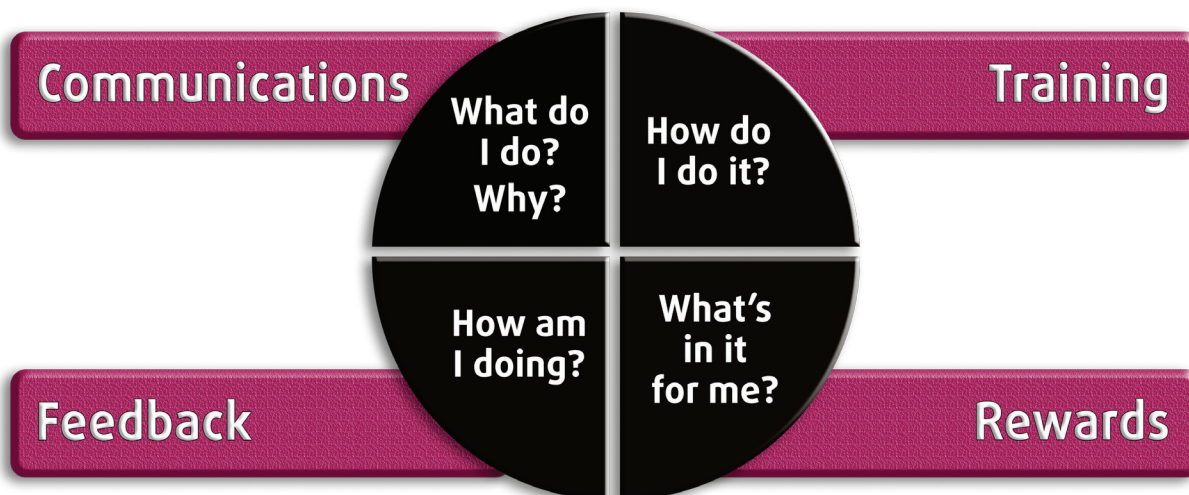 Communications
What do
I do?
Why?
Training
How do
I do it?
Feedback
How am
I doing?
Rewards
What's
in it
for me?